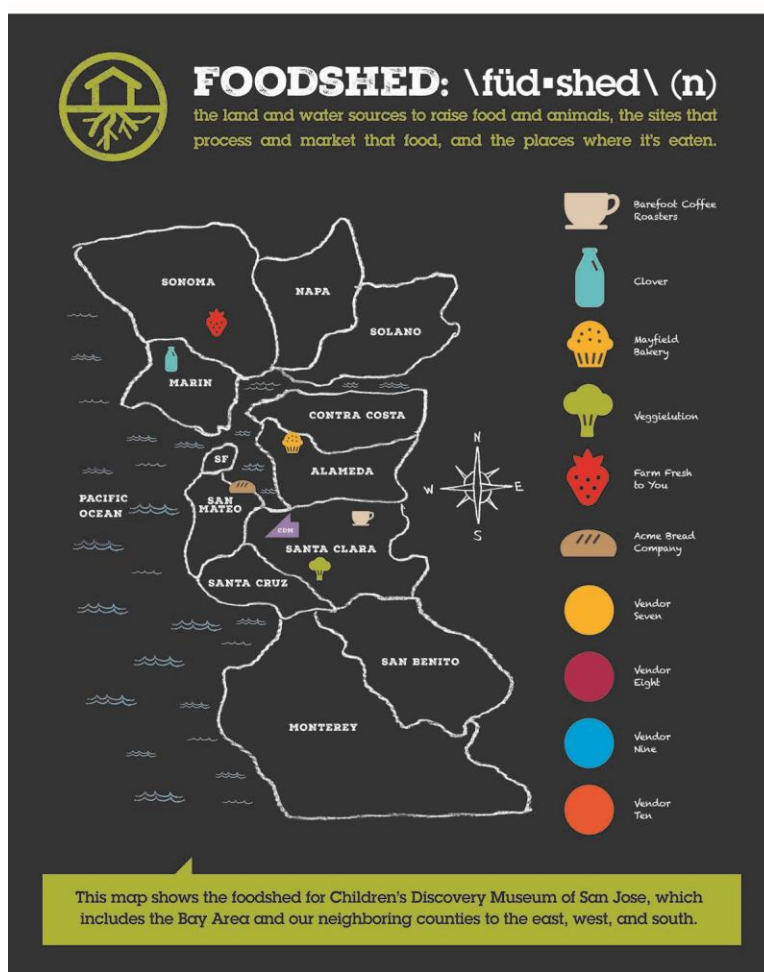 FOODSHED: \füd▪shed\ (n)
the land and water sources to raise food and animals, the sites that
process and market that food, and the places where it's eaten.
Barefoot Coffee
Roasters
Clover
Mayfield
Bakery
Veggielution
Farm Fresh
to You
Acme Bread
Company
Vendor
Seven
Vendor
Eight
Vendor
Nine
Vendor
Ten
SONOMA
NAPA
SOLANO
MARIN
CONTRA COSTA
SF
ALAMEDA
SAN
MATEO
PACIFIC
OCEAN
CDM
SANTA CLARA
SANTA CRUZ
SAN BENITO
MONTEREY
N
W
E
S
This map shows the foodshed for Children's Discovery Museum of San Jose, which
includes the Bay Area and our neighboring counties to the east, west, and south.